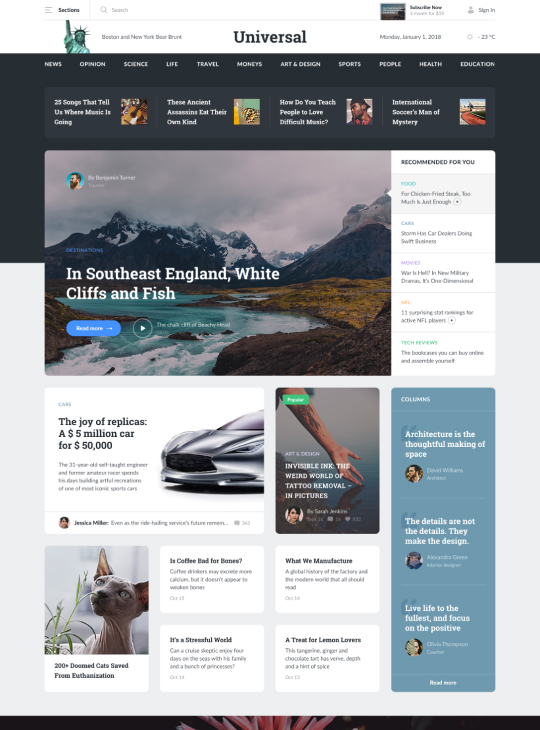 Sections
Search
Subscribe Now
Sign In
Boston and New York Bear Brunt
Universal
Monday, January 1, 2018
- 23 °C
NEWS
OPINION
SCIENCE
LIFE
TRAVEL
MONEYS
ART & DESIGN
SPORTS
PEOPLE
HEALTH
EDUCATION
25 Songs That Tell
Us Where Music Is
Going
These Ancient
Assassins Eat Their
Own Kind
How Do You Teach
People to Love
Difficult Music?
International
Soccer's Man of
Mystery
By Benjamin Turner
DESTINATIONS
In Southeast England, White
Cliffs and Fish
Read more →
The chalk cliff of Beachy Head
RECOMMENDED FOR YOU
FOOD
For Chicken-Fried Steak, Too
Much Is Just Enough
CARS
Storm Has Car Dealers Doing
Swift Business
MOVIES
War Is Hell? In New Military
Dramas, It's One-Dimensional
NFL
11 surprising stat rankings for
active NFL players
TECH REVIEWS
The bookcases you can buy online
and assemble yourself
CARS
The joy of replicas:
A $ 5 million car
for $ 50,000
The 31-year-old self-taught engineer
and former amateur racer spends
his days building artful recreations
of one of most iconic sports cars
Jessica Miller: Even as the ride-hailing service's future remem...
Popular
ART & DESIGN
INVISIBLE INK: THE
WEIRD WORLD OF
TATTOO REMOVAL –
IN PICTURES
By Sarah Jenkins
COLUMNS
Architecture is the
thoughtful making of
space
David Williams
Architect
The details are not
the details. They
make the design.
Alexandra Green
Interior designer
Live life to the
fullest, and focus
on the positive
Olivia Thompson
Read more
200+ Doomed Cats Saved
From Euthanization
Is Coffee Bad for Bones?
Coffee drinkers may excrete more
calcium, but it doesn't appear to
weaken bones
Oct 15
What We Manufacture
A global history of the factory and
the modern world that all should
read
Oct 14
It's a Stressful World
Can a cruise skeptic enjoy four
days on the seas with his family
and a bunch of princesses?
Oct 14
A Treat for Lemon Lovers
This tangerine, ginger and
chocolate tart has verve, depth
and a hint of spice
Oct 13